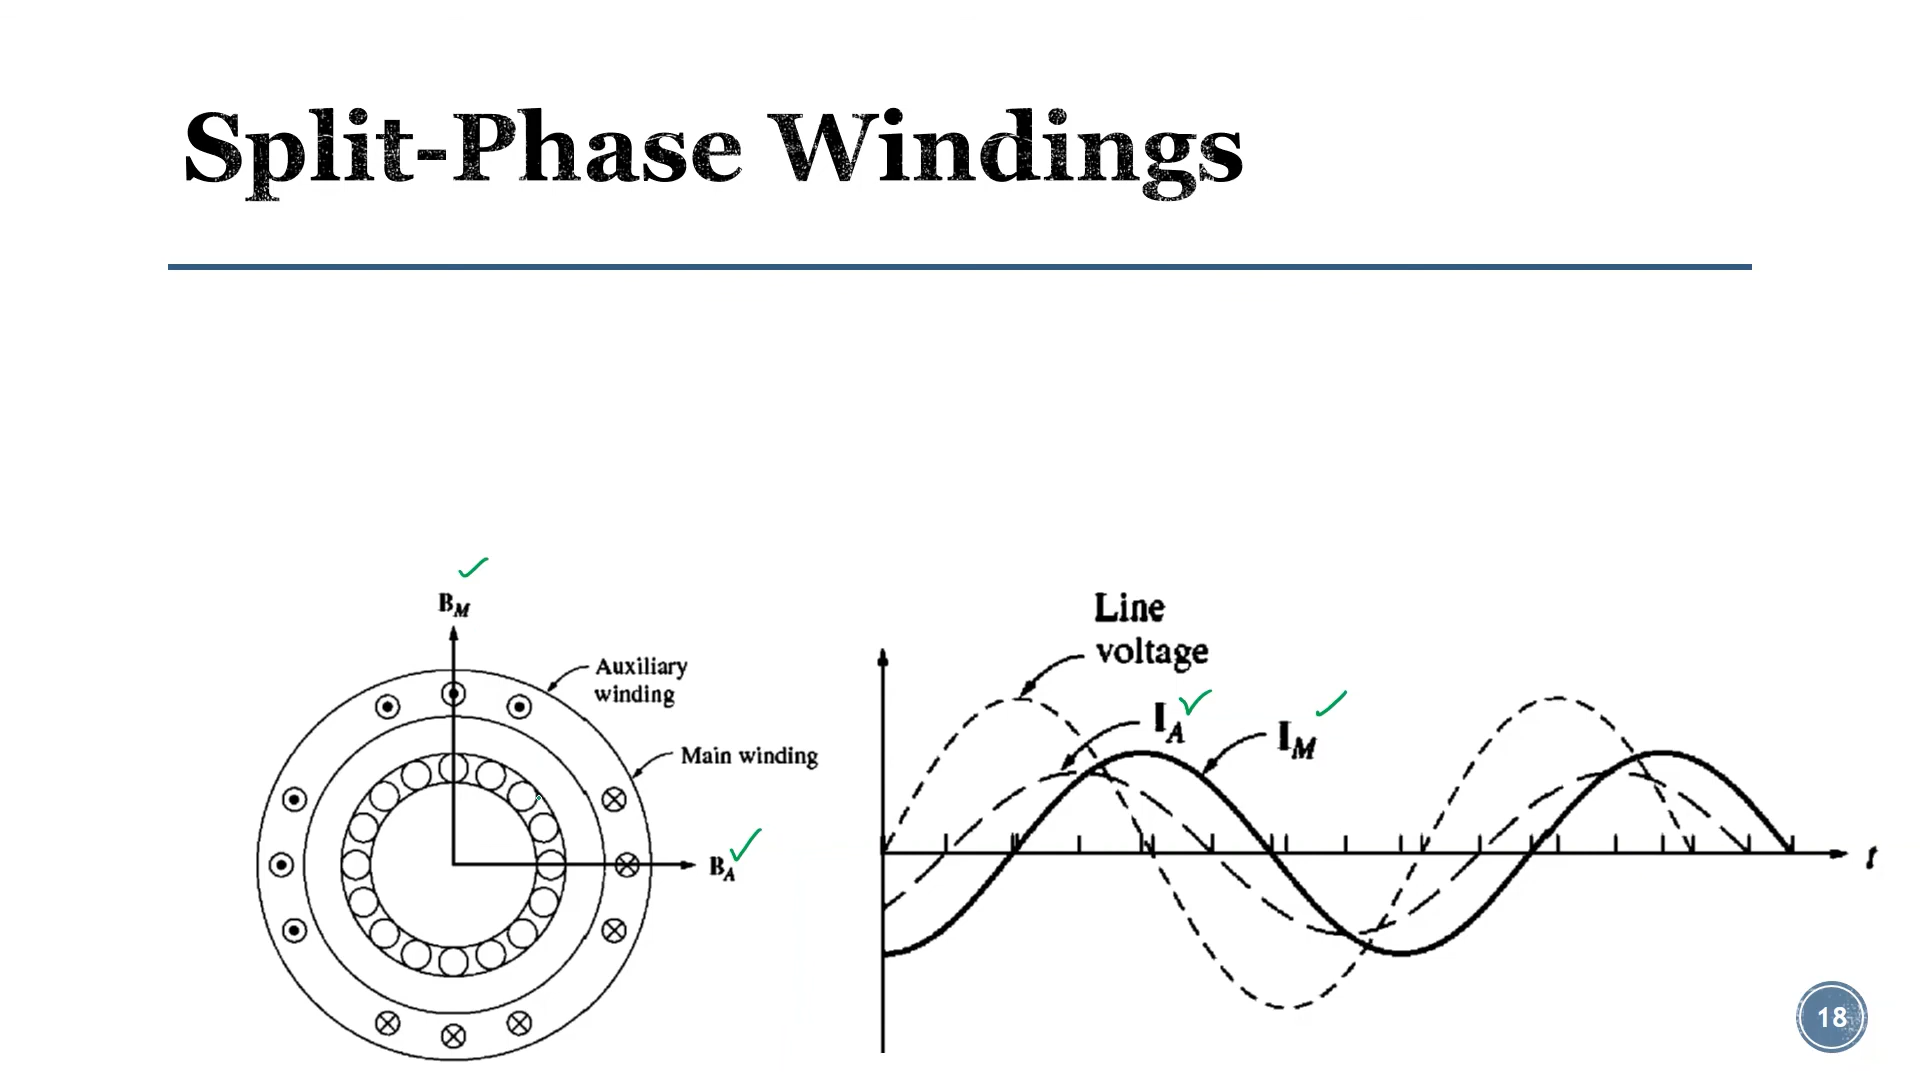 Split-Phase Windings
B_M
Auxiliary
winding
Main winding
B_A
Line
voltage
I_A
I_M
t
18